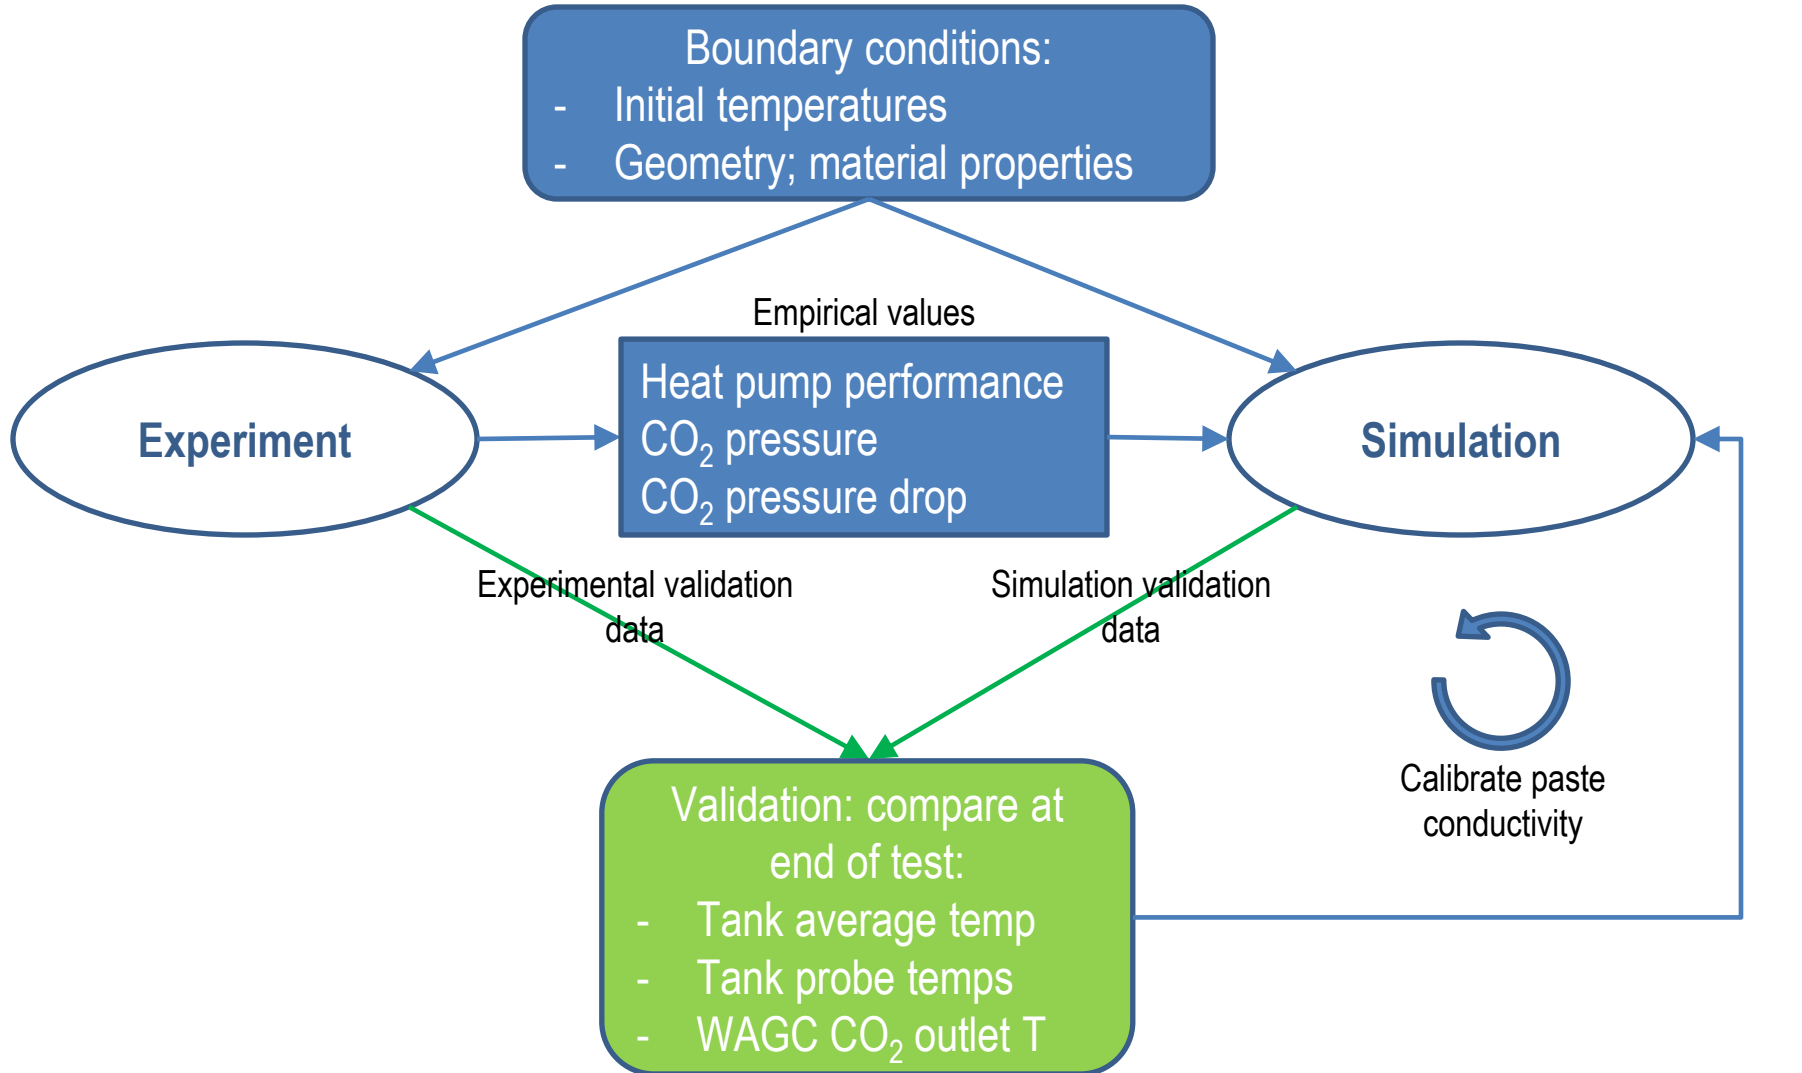 Boundary conditions:
- Initial temperatures
- Geometry; material properties
Empirical values
Experiment
Heat pump performance
CO₂ pressure
CO₂ pressure drop
Simulation
Experimental validation
data
Simulation validation
data
Calibrate paste
conductivity
Validation: compare at
end of test:
- Tank average temp
- Tank probe temps
- WAGC CO₂ outlet T